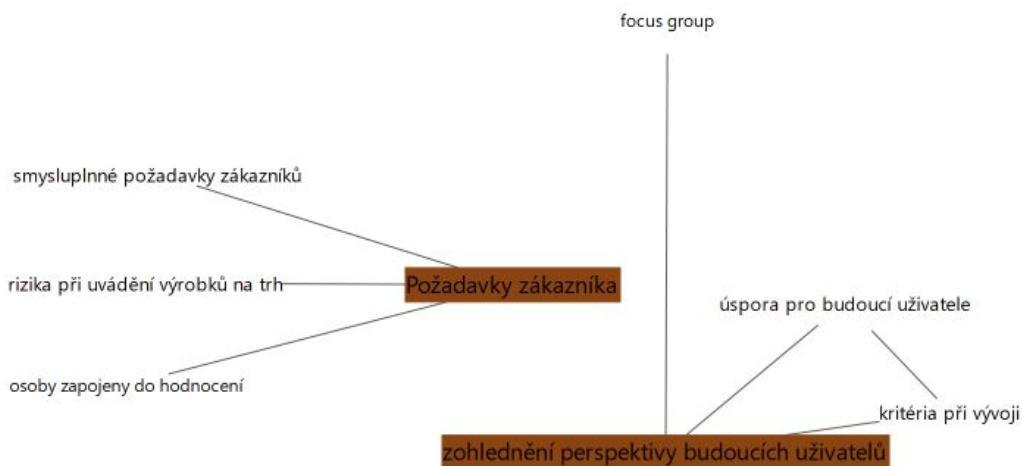 focus group
smysluplnné požadavky zákazníků
rizika při uvádění výrobků na trh
Požadavky zákazníka
úspora pro budoucí uživatele
osoby zapojeny do hodnocení
kritéria při vývoji
zohlednění perspektivy budoucích uživatelů